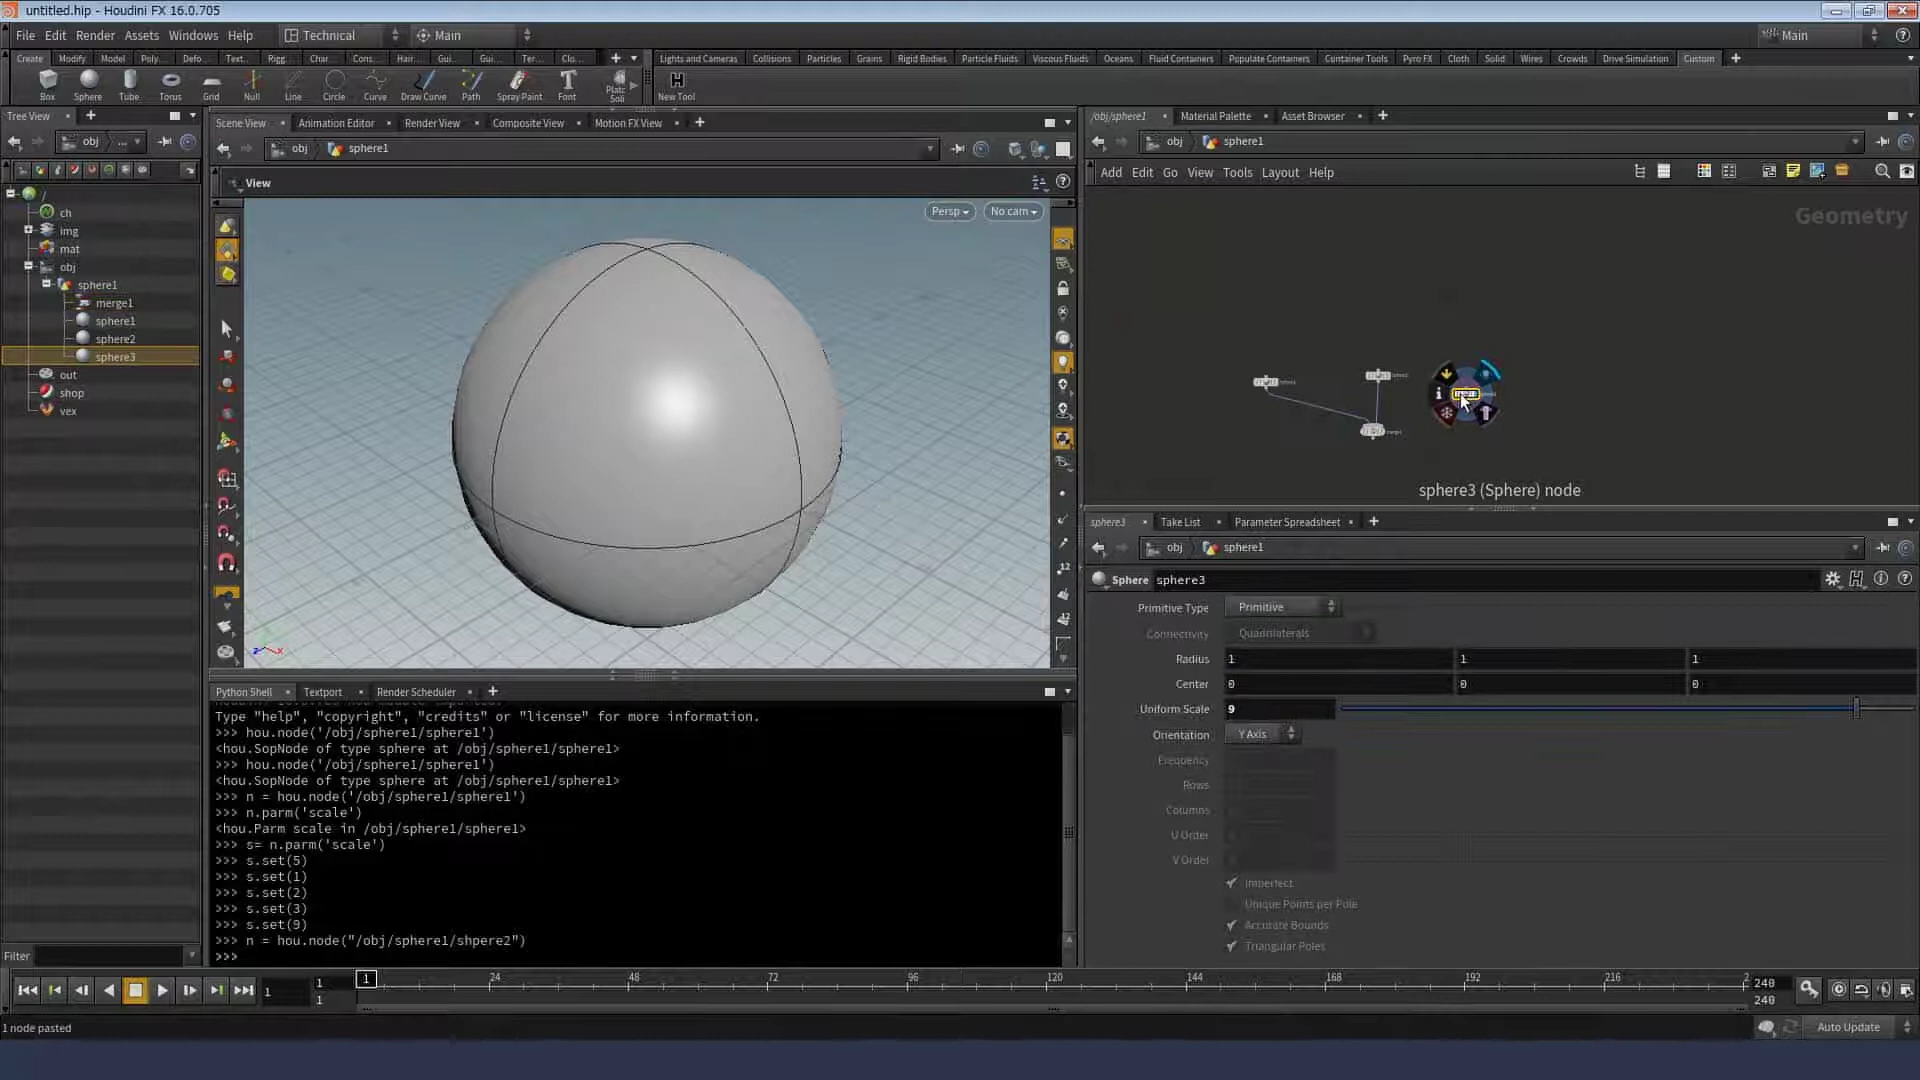 untitled.hip - Houdini FX 16.0.705
File Edit Render Assets Windows Help Technical Main Main
Create Modify Model Poly... Defo... Text... Rigg... Char... Cons... Hair... Gui... Gui... Ter... Clo...
Lights and Cameras Collisions Particles Grains Rigid Bodies Particle Fluids Viscous Fluids Oceans Fluid Containers Populate Containers Container Tools Pyro FX Cloth Solid Wires Crowds Drive Simulation Custom
Box Sphere Tube Torus Grid Null Line Circle Curve Draw Curve Path Spray Paint Font Platc Soli New Tool
Tree View
obj ...
/
ch
img
mat
obj
sphere1
merge1
sphere1
sphere2
sphere3
out
shop
vex
Filter
Scene View Animation Editor Render View Composite View Motion FX View
obj sphere1
View
Persp No cam
Python Shell Textport Render Scheduler
Type "help", "copyright", "credits" or "license" for more information.
>>> hou.node('/obj/sphere1/sphere1')
<hou.SopNode of type sphere at /obj/sphere1/sphere1>
>>> hou.node('/obj/sphere1/sphere1')
<hou.SopNode of type sphere at /obj/sphere1/sphere1>
>>> n = hou.node('/obj/sphere1/sphere1')
>>> n.parm('scale')
<hou.Parm scale in /obj/sphere1/sphere1>
>>> s= n.parm('scale')
>>> s.set(5)
>>> s.set(1)
>>> s.set(2)
>>> s.set(3)
>>> s.set(9)
>>> n = hou.node("/obj/sphere1/shpere2")
>>>
/obj/sphere1 Material Palette Asset Browser
obj sphere1
Add Edit Go View Tools Layout Help
Geometry
sphere3 (Sphere) node
sphere3 Take List Parameter Spreadsheet
obj sphere1
Sphere sphere3
Primitive Type Primitive
Connectivity Quadrilaterals
Radius 1 1 1
Center 0 0 0
Uniform Scale 9
Orientation Y Axis
Frequency
Rows
Columns
U Order
V Order
Imperfect
Unique Points per Pole
Accurate Bounds
Triangular Poles
1 1 1 1 24 48 72 96 120 144 168 192 216 2 240
240
1 node pasted
Auto Update